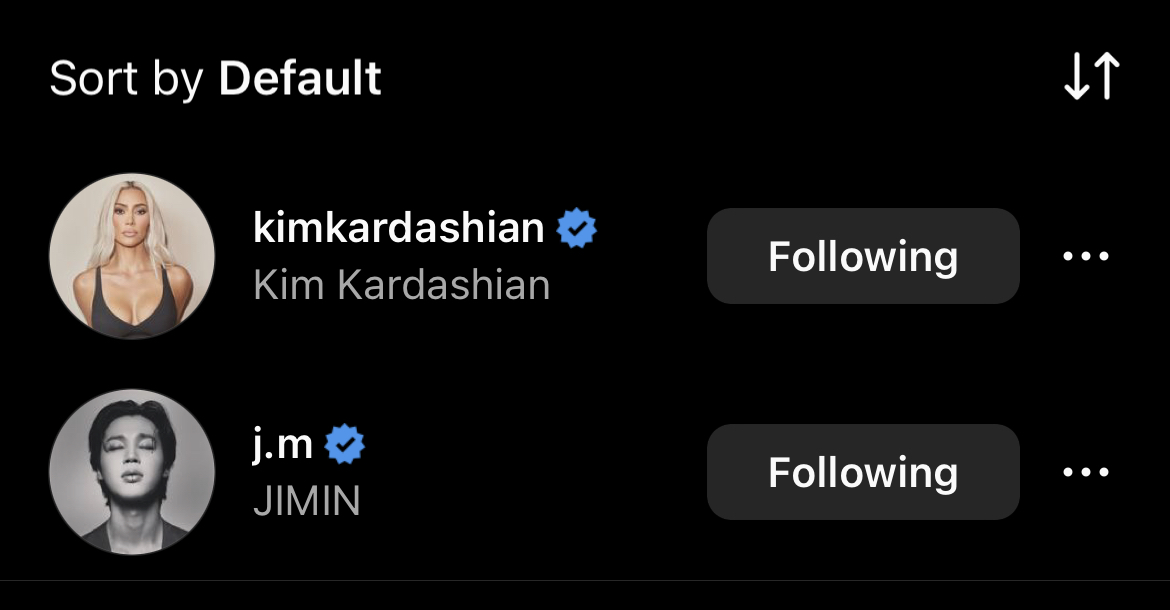 Sort by Default
kimkardashian
Kim Kardashian
Following
j.m
JIMIN
Following